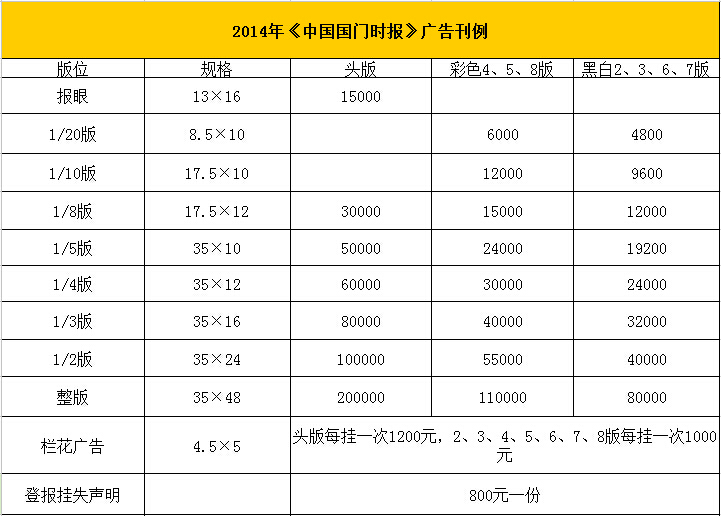 2014年《中国国门时报》广告刊例
版位 规格 头版 彩色4、5、8版 黑白2、3、6、7版
报眼 13×16 15000
1/20版 8.5×10 6000 4800
1/10版 17.5×10 12000 9600
1/8版 17.5×12 30000 15000 12000
1/5版 35×10 50000 24000 19200
1/4版 35×12 60000 30000 24000
1/3版 35×16 80000 40000 32000
1/2版 35×24 100000 55000 40000
整版 35×48 200000 110000 80000
栏花广告 4.5×5 头版每挂一次1200元，2、3、4、5、6、7、8版每挂一次1000
元
登报挂失声明 800元一份